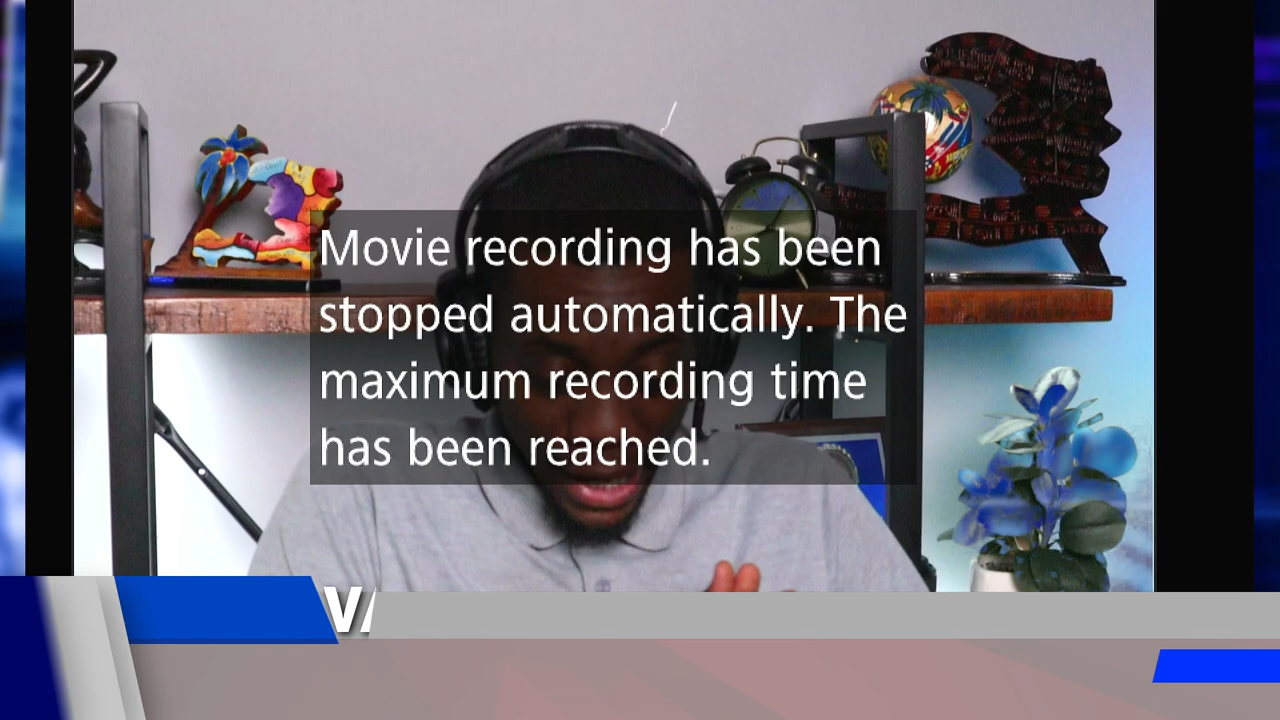 Movie recording has been
stopped automatically. The
maximum recording time
has been reached.